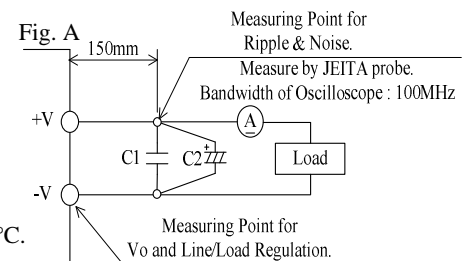 Fig. A
150mm
Measuring Point for
Ripple & Noise.
Measure by JEITA probe.
Bandwidth of Oscilloscope : 100MHz
+V
A
C1
+
C2
Load
-V
°C.
Measuring Point for
Vo and Line/Load Regulation.